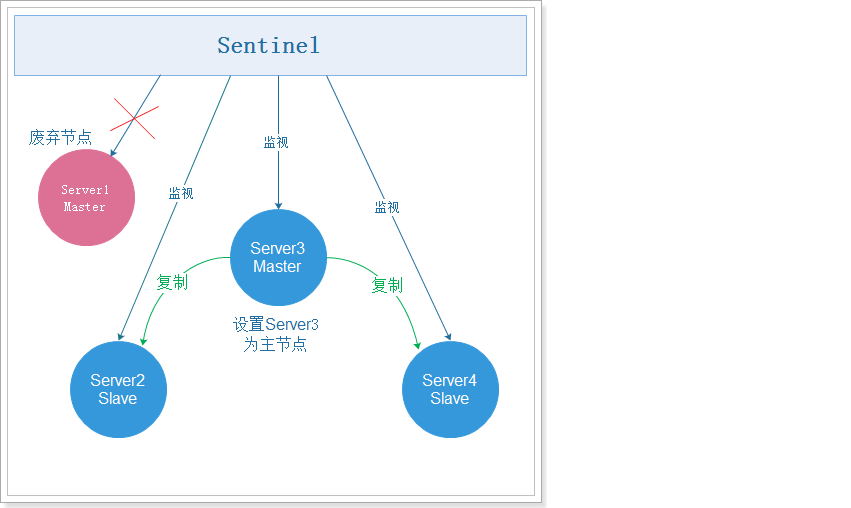 Sentinel
废弃节点
监视
Server1
Master
监视
监视
Server3
Master
复制
复制
设置Server3
为主节点
Server2
Slave
Server4
Slave